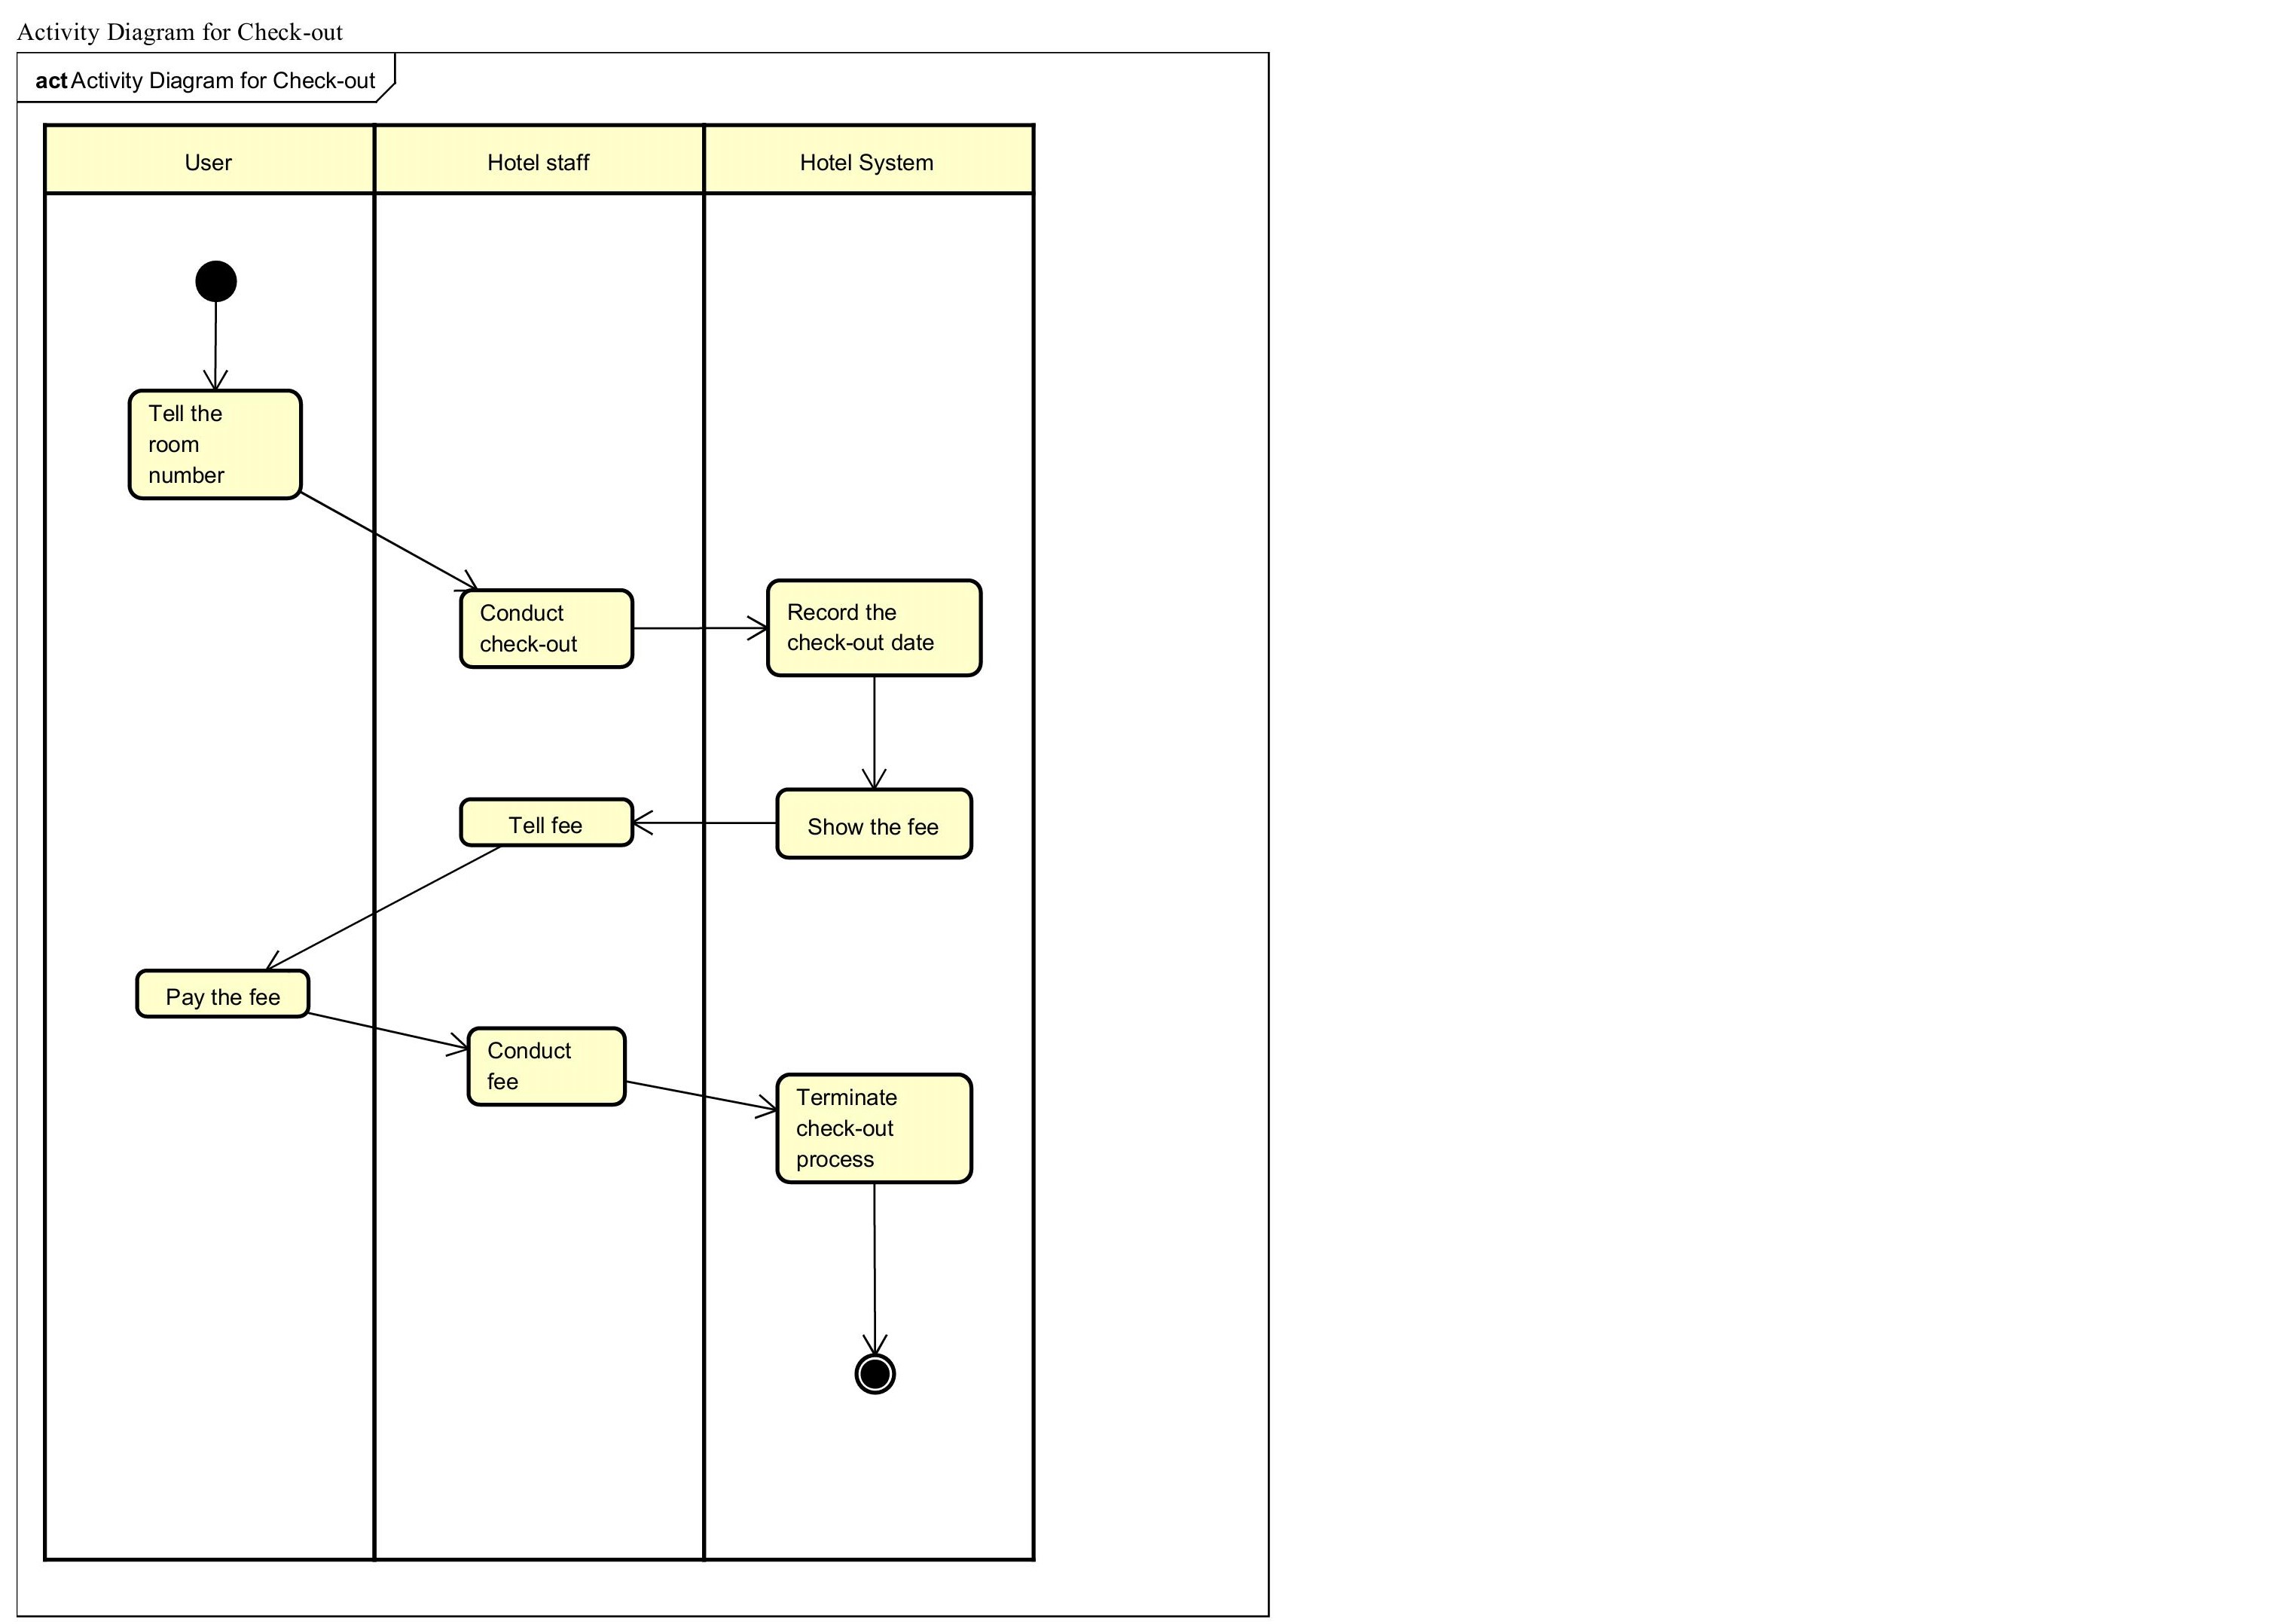 Activity Diagram for Check-out
act Activity Diagram for Check-out
User
Hotel staff
Hotel System
Tell the
room
number
Conduct
check-out
Record the
check-out date
Tell fee
Show the fee
Pay the fee
Conduct
fee
Terminate
check-out
process